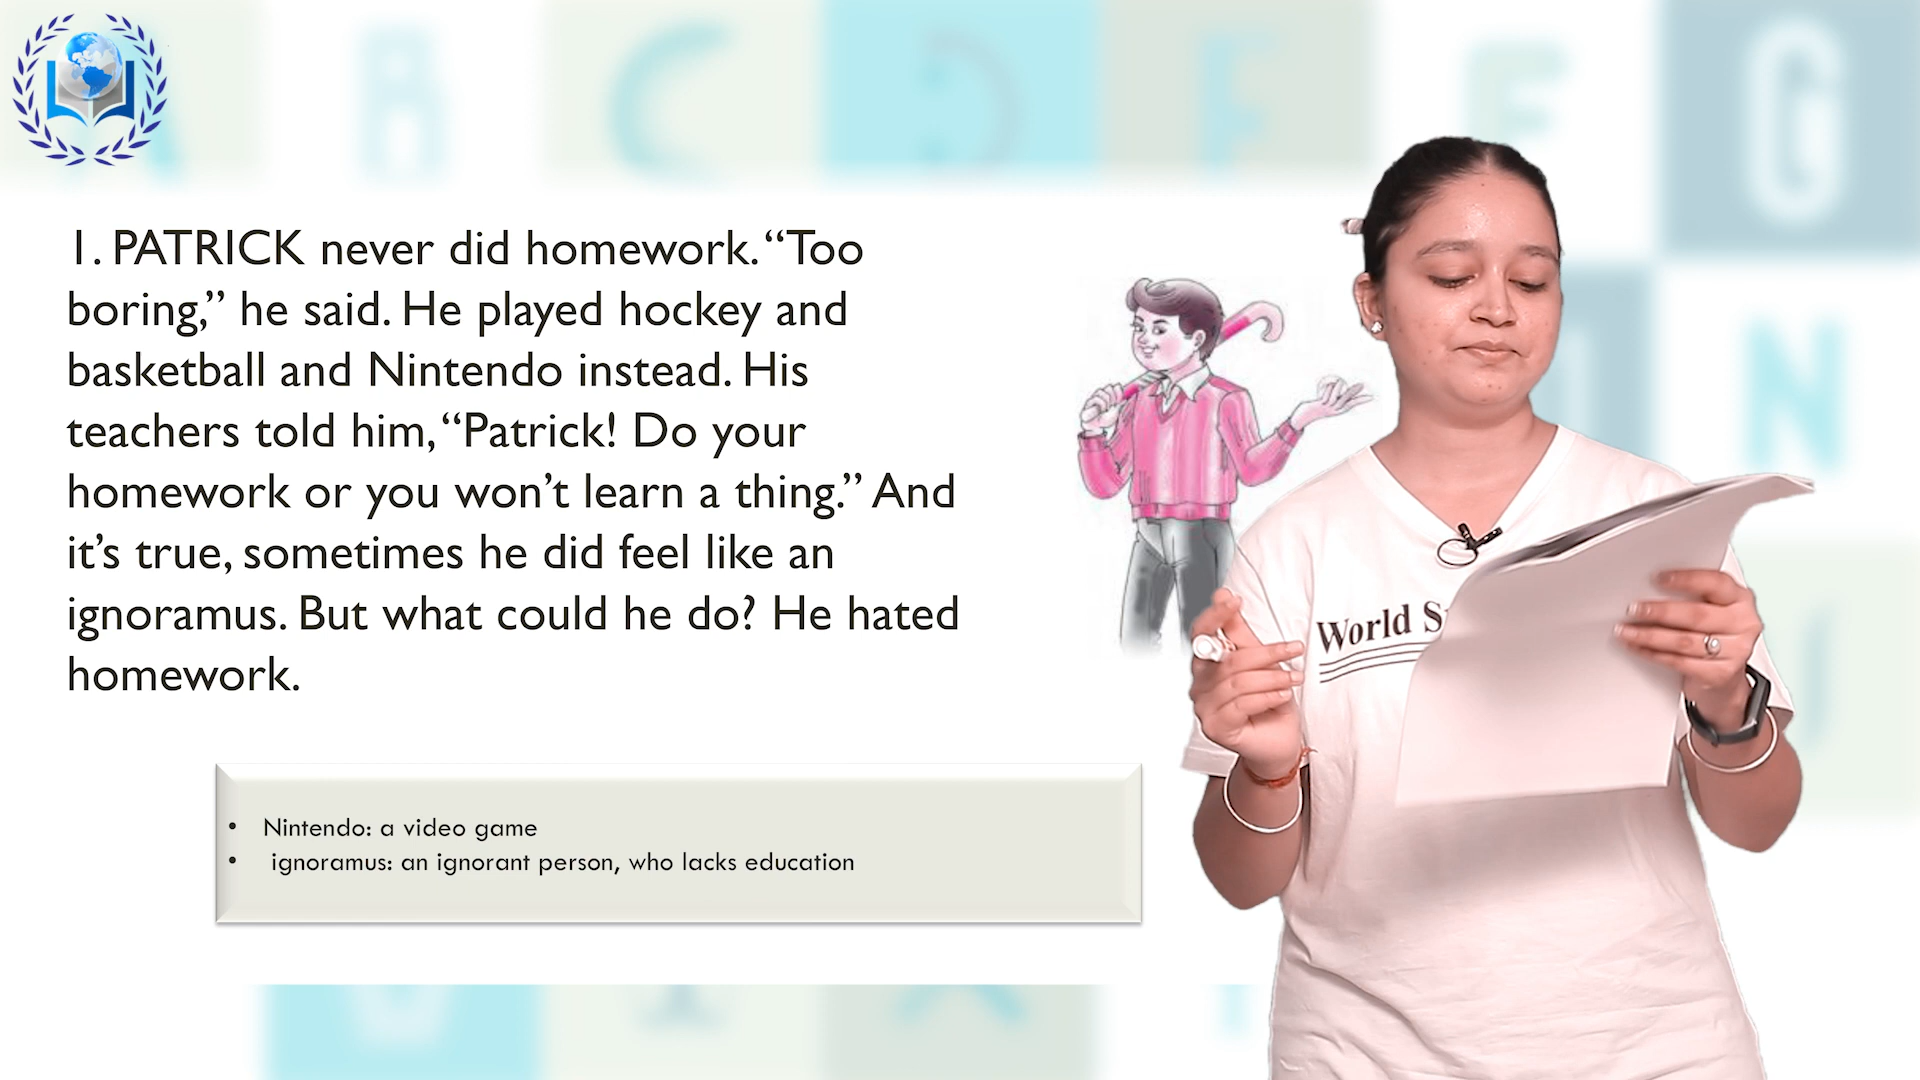 1. PATRICK never did homework. “Too
boring,” he said. He played hockey and
basketball and Nintendo instead. His
teachers told him, “Patrick! Do your
homework or you won’t learn a thing.” And
it’s true, sometimes he did feel like an
ignoramus. But what could he do? He hated
homework.
• Nintendo: a video game
• ignoramus: an ignorant person, who lacks education
World
A B C F E G
N